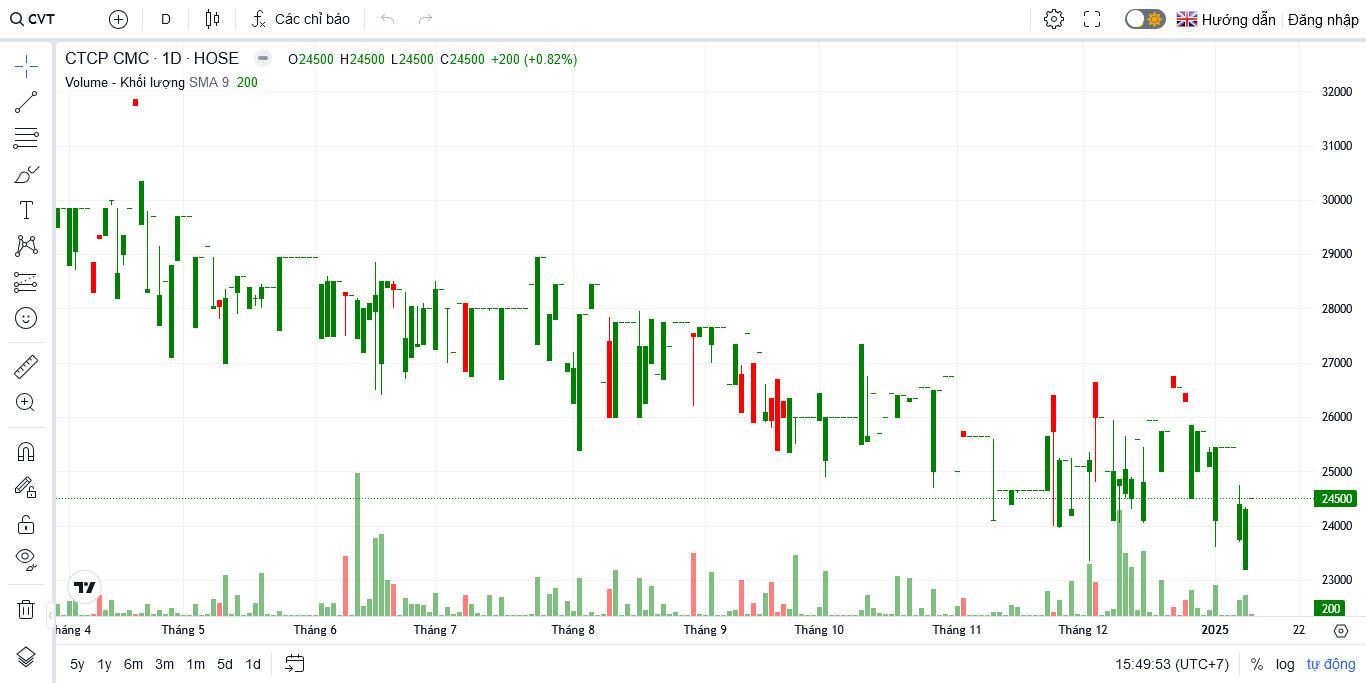 CVT D Các chỉ báo Hướng dẫn Đăng nhập
CTCP CMC · 1D · HOSE O24500 H24500 L24500 C24500 +200 (+0.82%)
Volume - Khối lượng SMA 9 200
32000
31000
30000
29000
28000
27000
26000
25000
24500
24000
23000
200
háng 4 Tháng 5 Tháng 6 Tháng 7 Tháng 8 Tháng 9 Tháng 10 Tháng 11 Tháng 12 2025 22
5y 1y 6m 3m 1m 5d 1d 15:49:53 (UTC+7) % log tự động